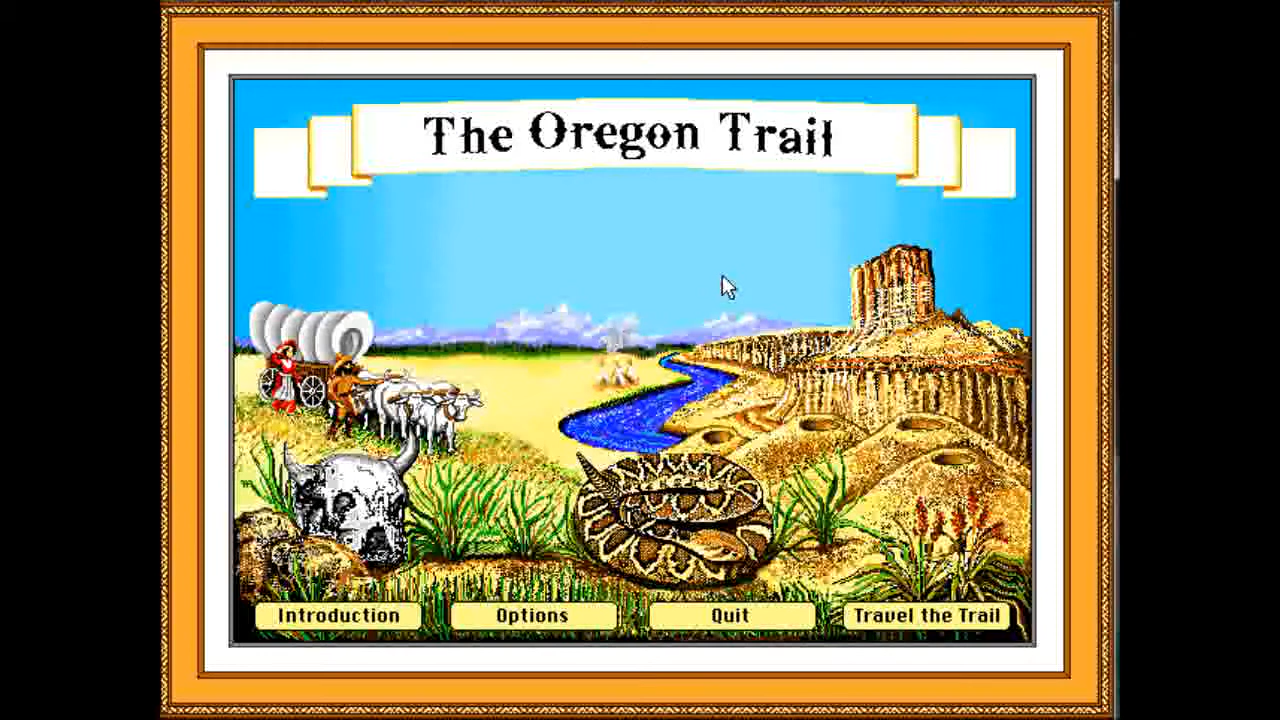 The Oregon Trail
Introduction
Options
Quit
Travel the Trail